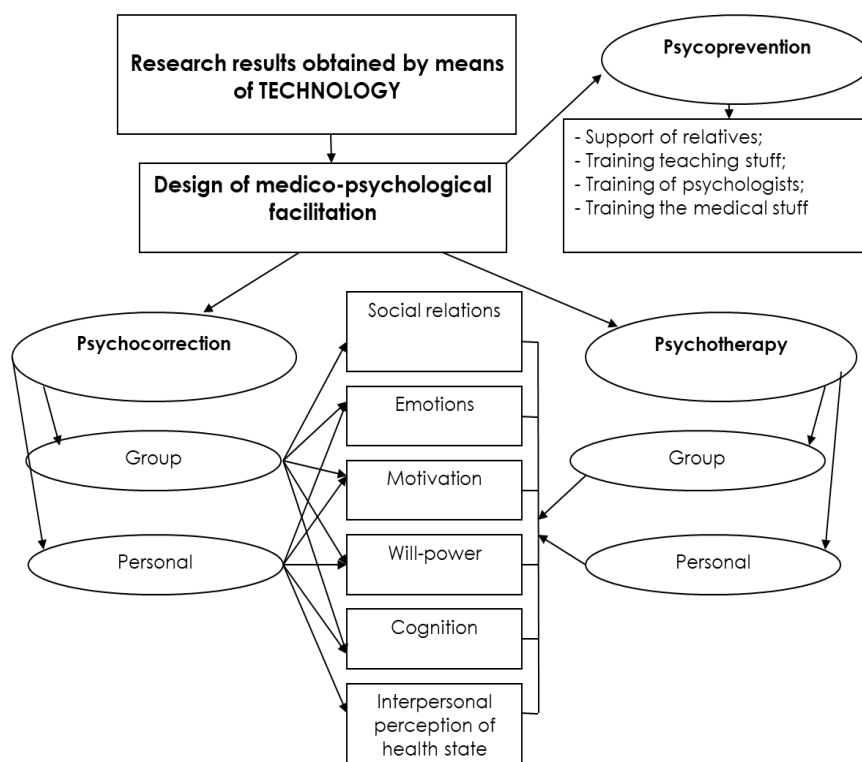 Research results obtained by means
of TECHNOLOGY
Psycoprevention
- Support of relatives;
- Training teaching stuff;
- Training of psychologists;
- Training the medical stuff
Design of medico-psychological
facilitation
Psychocorrection
Social relations
Psychotherapy
Emotions
Group
Motivation
Group
Personal
Will-power
Personal
Cognition
Interpersonal
perception of
health state